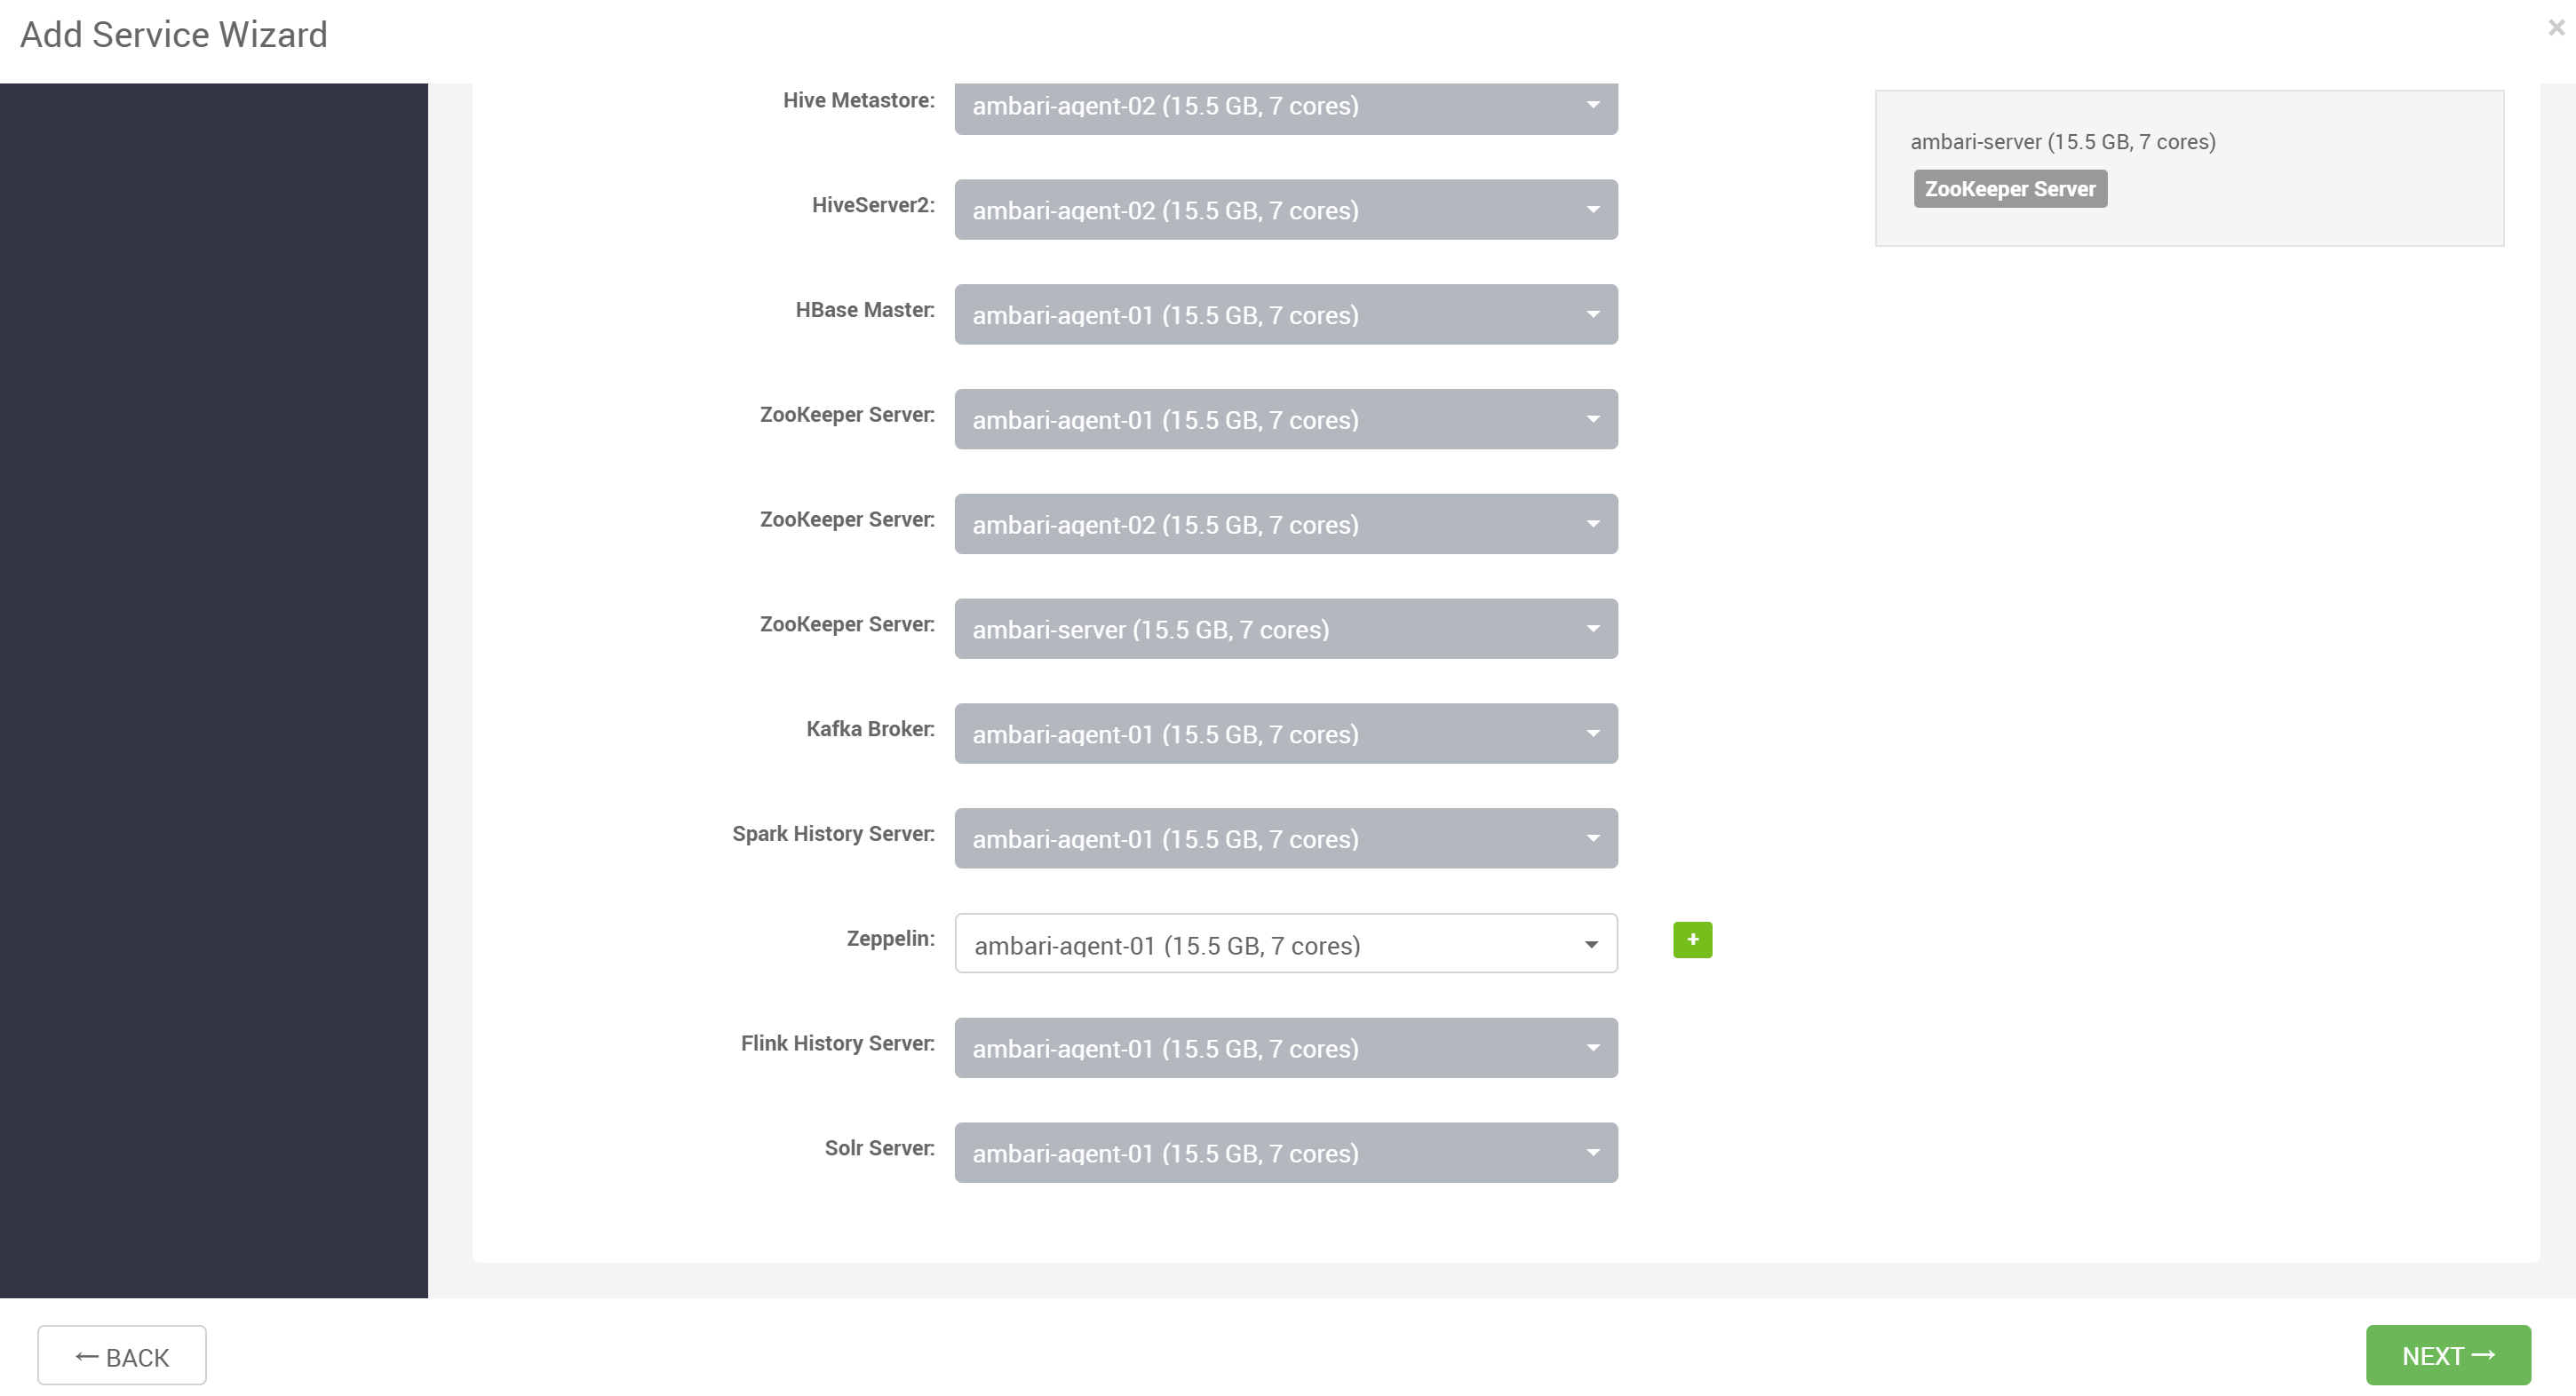 Add Service Wizard
×
Hive Metastore: ambari-agent-02 (15.5 GB, 7 cores)
HiveServer2: ambari-agent-02 (15.5 GB, 7 cores)
HBase Master: ambari-agent-01 (15.5 GB, 7 cores)
ZooKeeper Server: ambari-agent-01 (15.5 GB, 7 cores)
ZooKeeper Server: ambari-agent-02 (15.5 GB, 7 cores)
ZooKeeper Server: ambari-server (15.5 GB, 7 cores)
Kafka Broker: ambari-agent-01 (15.5 GB, 7 cores)
Spark History Server: ambari-agent-01 (15.5 GB, 7 cores)
Zeppelin: ambari-agent-01 (15.5 GB, 7 cores) +
Flink History Server: ambari-agent-01 (15.5 GB, 7 cores)
Solr Server: ambari-agent-01 (15.5 GB, 7 cores)
ambari-server (15.5 GB, 7 cores)
ZooKeeper Server
← BACK
NEXT →